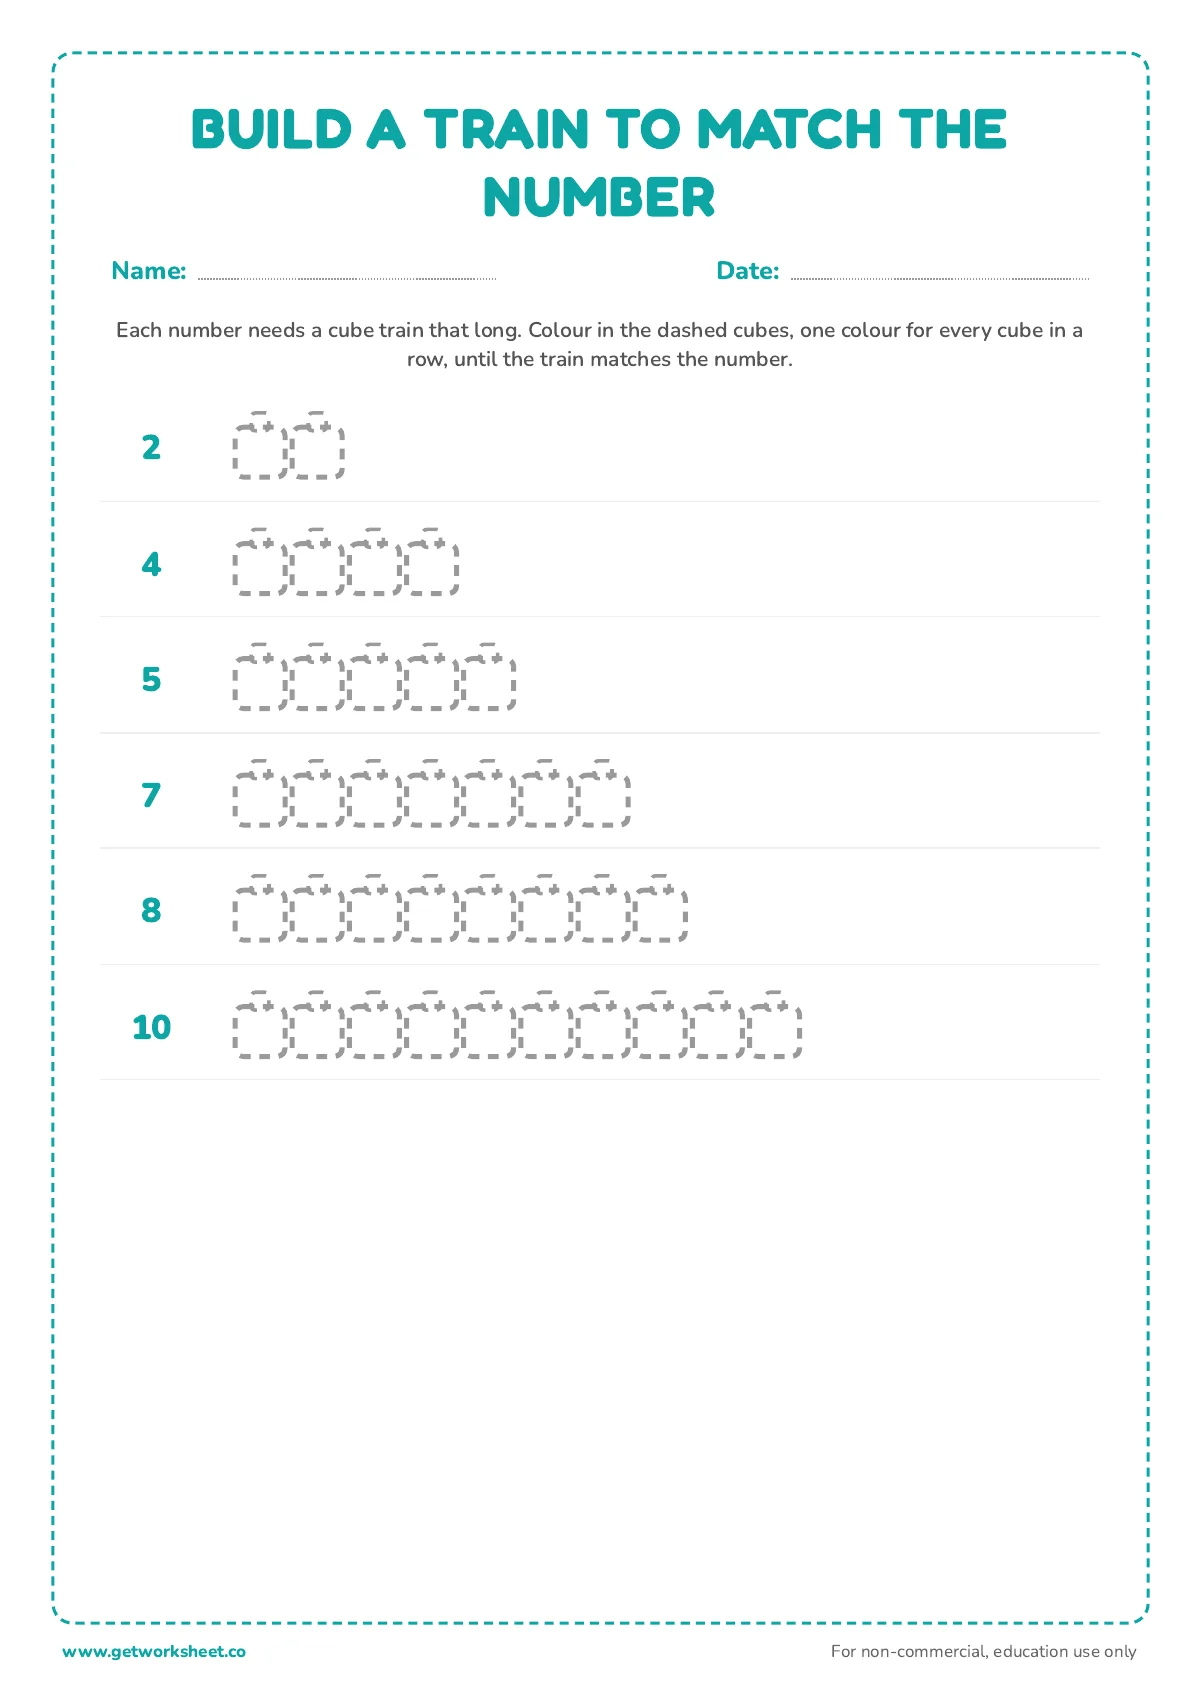 BUILD A TRAIN TO MATCH THE
NUMBER
Name:
Date:
Each number needs a cube train that long. Colour in the dashed cubes, one colour for every cube in a
row, until the train matches the number.
2
4
5
7
8
10
www.getworksheet.co
For non-commercial, education use only